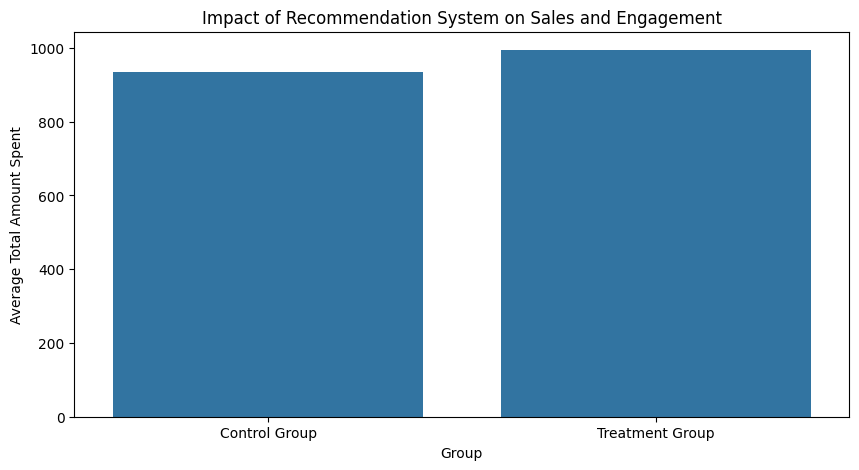 Impact of Recommendation System on Sales and Engagement
Average Total Amount Spent
1000
800
600
400
200
0
Control Group
Treatment Group
Group